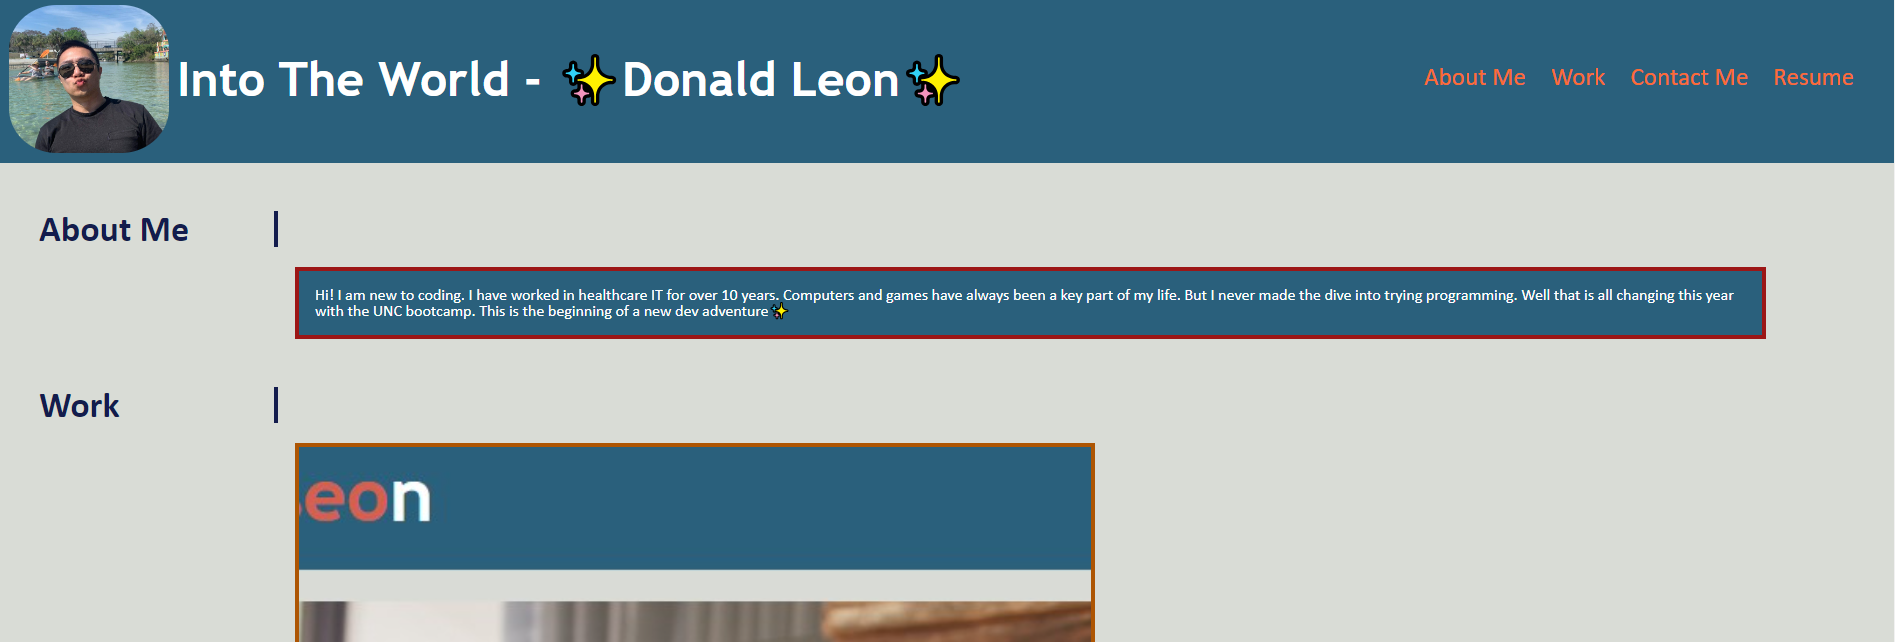 Into The World - ✨Donald Leon✨
About Me Work Contact Me Resume
About Me
Hi! I am new to coding. I have worked in healthcare IT for over 10 years. Computers and games have always been a key part of my life. But I never made the dive into trying programming. Well that is all changing this year
with the UNC bootcamp. This is the beginning of a new dev adventure✨
Work
eon